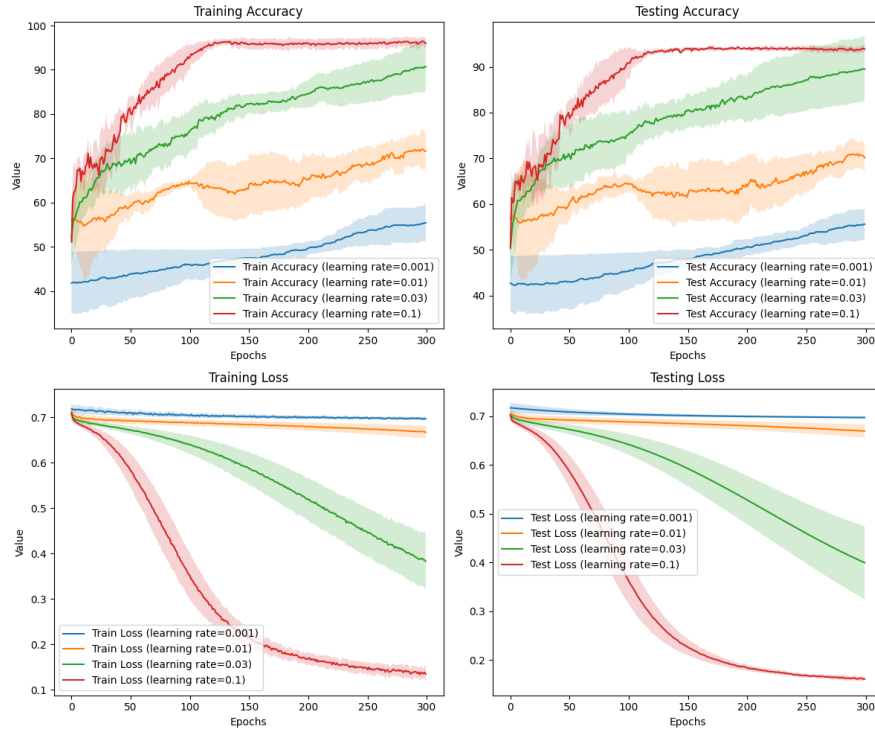 Training Accuracy
100
90
80
70
60
50
40
Value
0
50
100
150
200
250
300
Epochs
Train Accuracy (learning rate=0.001)
Train Accuracy (learning rate=0.01)
Train Accuracy (learning rate=0.03)
Train Accuracy (learning rate=0.1)
Testing Accuracy
90
80
70
60
50
40
Value
0
50
100
150
200
250
300
Epochs
Test Accuracy (learning rate=0.001)
Test Accuracy (learning rate=0.01)
Test Accuracy (learning rate=0.03)
Test Accuracy (learning rate=0.1)
Training Loss
0.7
0.6
0.5
0.4
0.3
0.2
0.1
Value
0
50
100
150
200
250
300
Epochs
Train Loss (learning rate=0.001)
Train Loss (learning rate=0.01)
Train Loss (learning rate=0.03)
Train Loss (learning rate=0.1)
Testing Loss
0.7
0.6
0.5
0.4
0.3
0.2
Value
0
50
100
150
200
250
300
Epochs
Test Loss (learning rate=0.001)
Test Loss (learning rate=0.01)
Test Loss (learning rate=0.03)
Test Loss (learning rate=0.1)